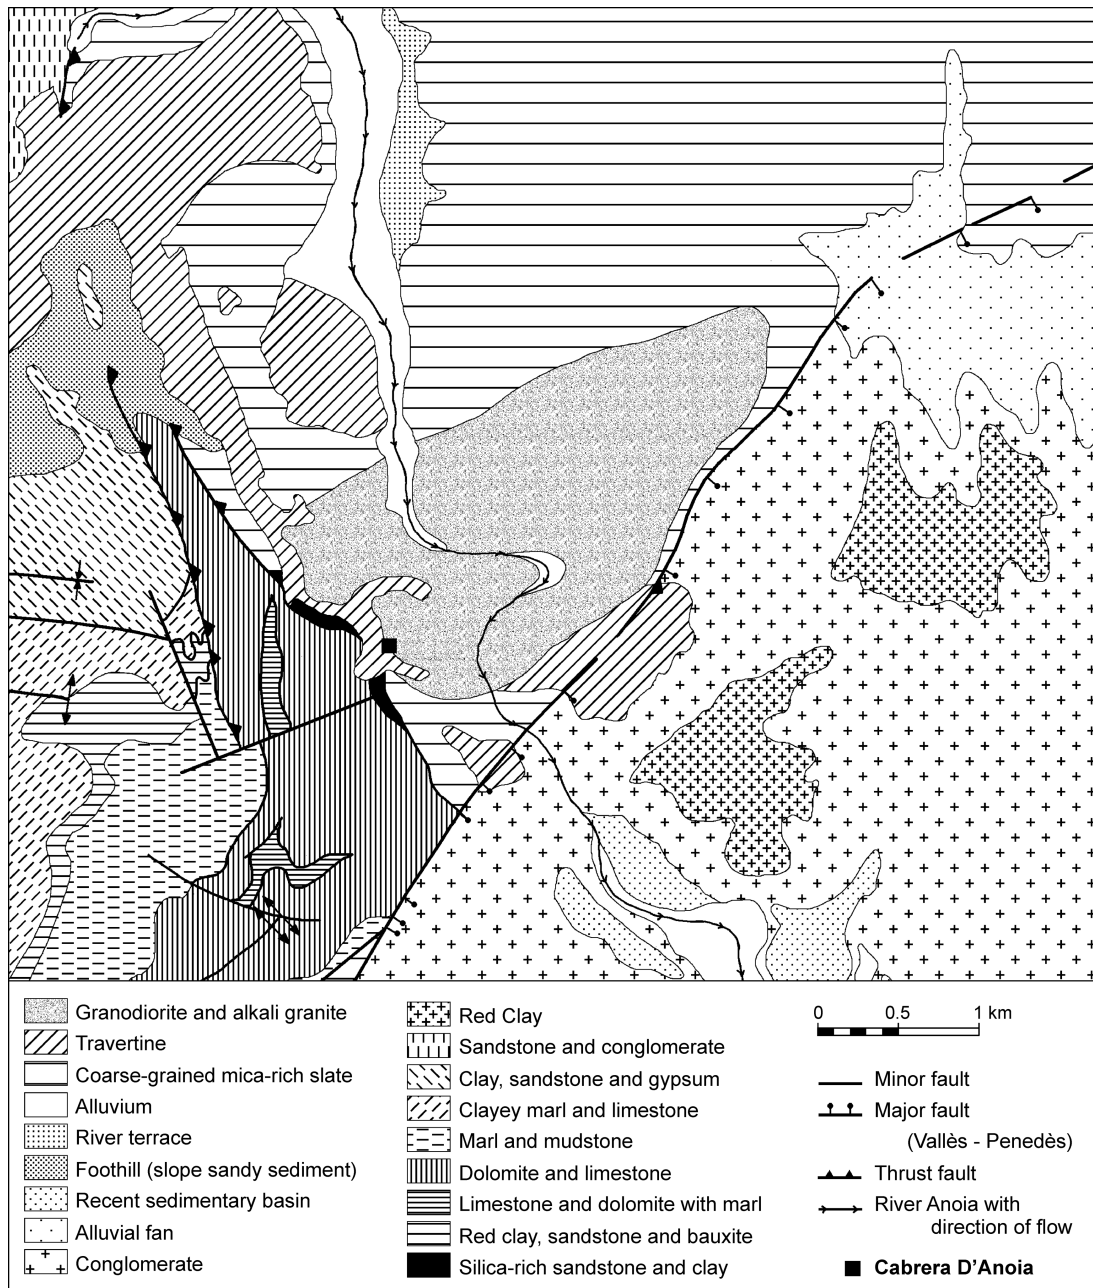 Granodiorite and alkali granite
Travertine
Coarse-grained mica-rich slate
Alluvium
River terrace
Foothill (slope sandy sediment)
Recent sedimentary basin
Alluvial fan
Conglomerate
Red Clay
Sandstone and conglomerate
Clay, sandstone and gypsum
Clayey marl and limestone
Marl and mudstone
Dolomite and limestone
Limestone and dolomite with marl
Red clay, sandstone and bauxite
Silica-rich sandstone and clay
0 0.5 1 km
Minor fault
Major fault
(Vallès - Penedès)
Thrust fault
River Anoia with
direction of flow
Cabrera D'Anoia